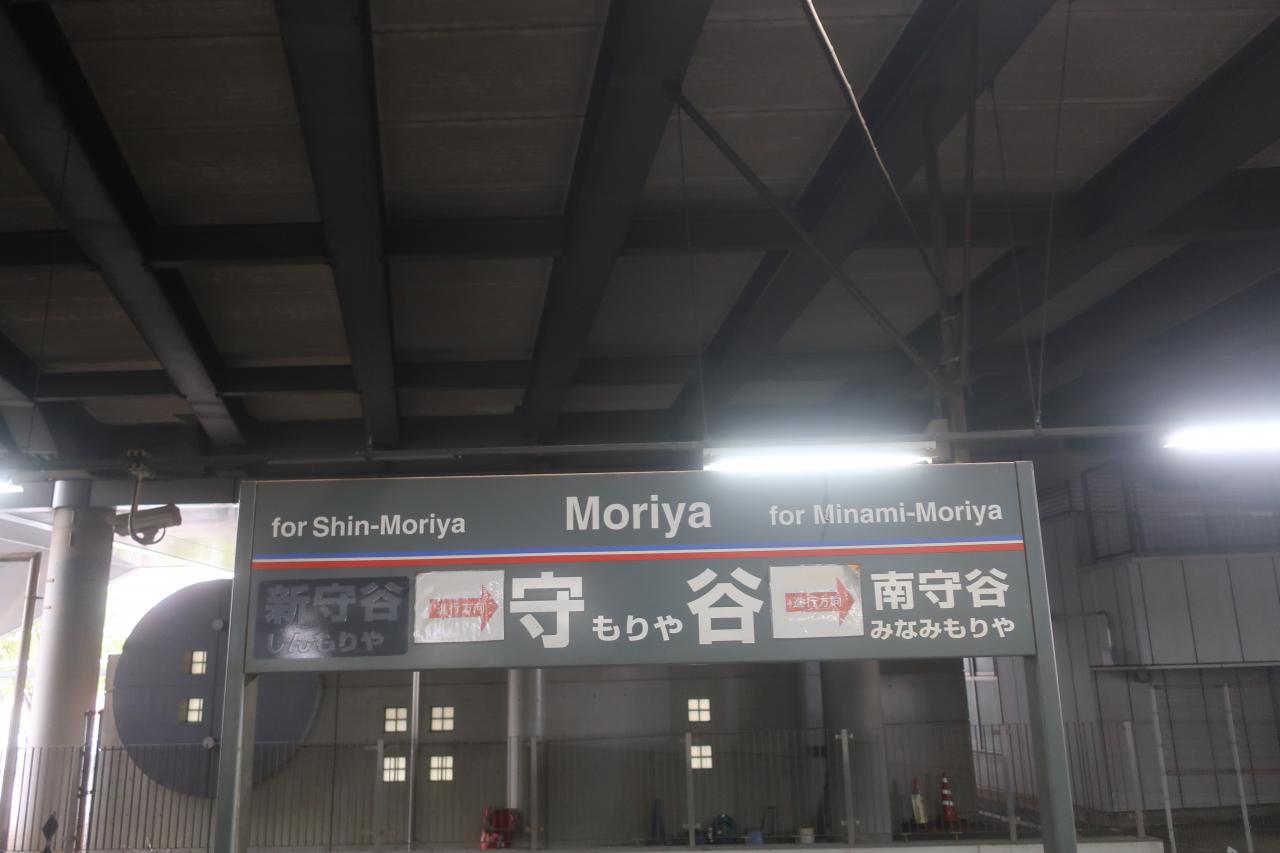 for Shin-Moriya
Moriya
for Minami-Moriya
新守谷
しんもりや
進行方向
守もりや谷
進行方向
南守谷
みなみもりや